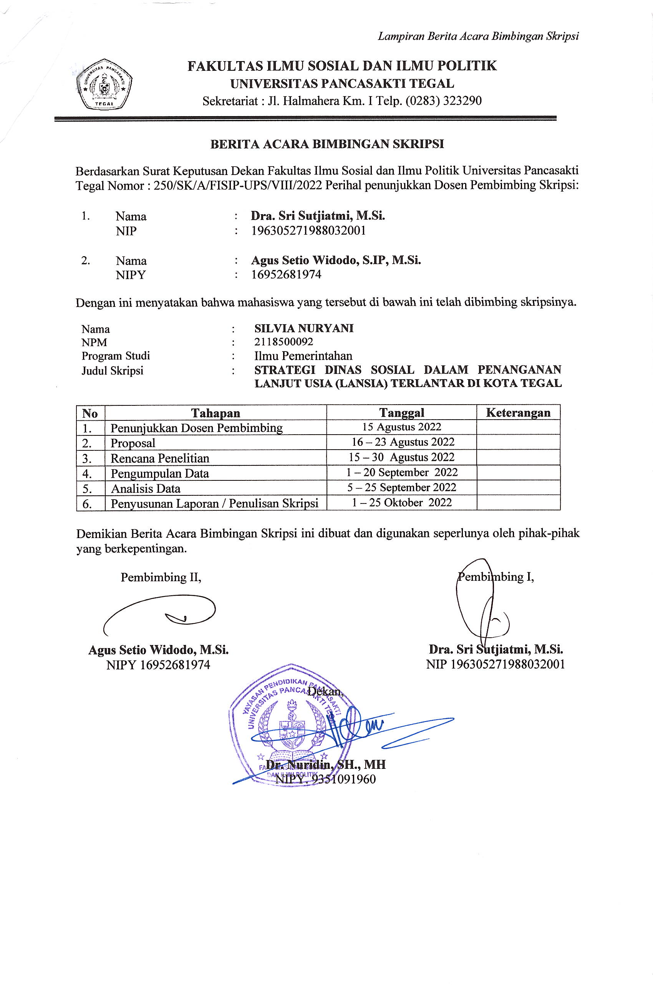 Lampiran Berita Acara Bimbingan Skripsi
UNIVERSITAS PANCASAKTI
TEGAL
FAKULTAS ILMU SOSIAL DAN ILMU POLITIK
UNIVERSITAS PANCASAKTI TEGAL
Sekretariat : Jl. Halmahera Km. I Telp. (0283) 323290
BERITA ACARA BIMBINGAN SKRIPSI
Berdasarkan Surat Keputusan Dekan Fakultas Ilmu Sosial dan Ilmu Politik Universitas Pancasakti
Tegal Nomor : 250/SK/A/FISIP-UPS/VIII/2022 Perihal penunjukkan Dosen Pembimbing Skripsi:
1. Nama : Dra. Sri Sutjiatmi, M.Si.
NIP : 196305271988032001
2. Nama : Agus Setio Widodo, S.IP, M.Si.
NIPY : 16952681974
Dengan ini menyatakan bahwa mahasiswa yang tersebut di bawah ini telah dibimbing skripsinya.
Nama : SILVIA NURYANI
NPM : 2118500092
Program Studi : Ilmu Pemerintahan
Judul Skripsi : STRATEGI DINAS SOSIAL DALAM PENANGANAN
LANJUT USIA (LANSIA) TERLANTAR DI KOTA TEGAL
No Tahapan Tanggal Keterangan
1. Penunjukkan Dosen Pembimbing 15 Agustus 2022
2. Proposal 16 – 23 Agustus 2022
3. Rencana Penelitian 15 – 30 Agustus 2022
4. Pengumpulan Data 1 – 20 September 2022
5. Analisis Data 5 – 25 September 2022
6. Penyusunan Laporan / Penulisan Skripsi 1 – 25 Oktober 2022
Demikian Berita Acara Bimbingan Skripsi ini dibuat dan digunakan seperlunya oleh pihak-pihak
yang berkepentingan.
Pembimbing II, Pembimbing I,
Agus Setio Widodo, M.Si. Dra. Sri Sutjiatmi, M.Si.
NIPY 16952681974 NIP 196305271988032001
YAYASAN PENDIDIKAN PANCASAKTI
UNIVERSITAS PANCASAKTI TEGAL
Dekan,
Dr. Nuridin, SH., MH
FAKULTAS ILMU SOSIAL
DAN ILMU POLITIK
NIPY. 9351091960